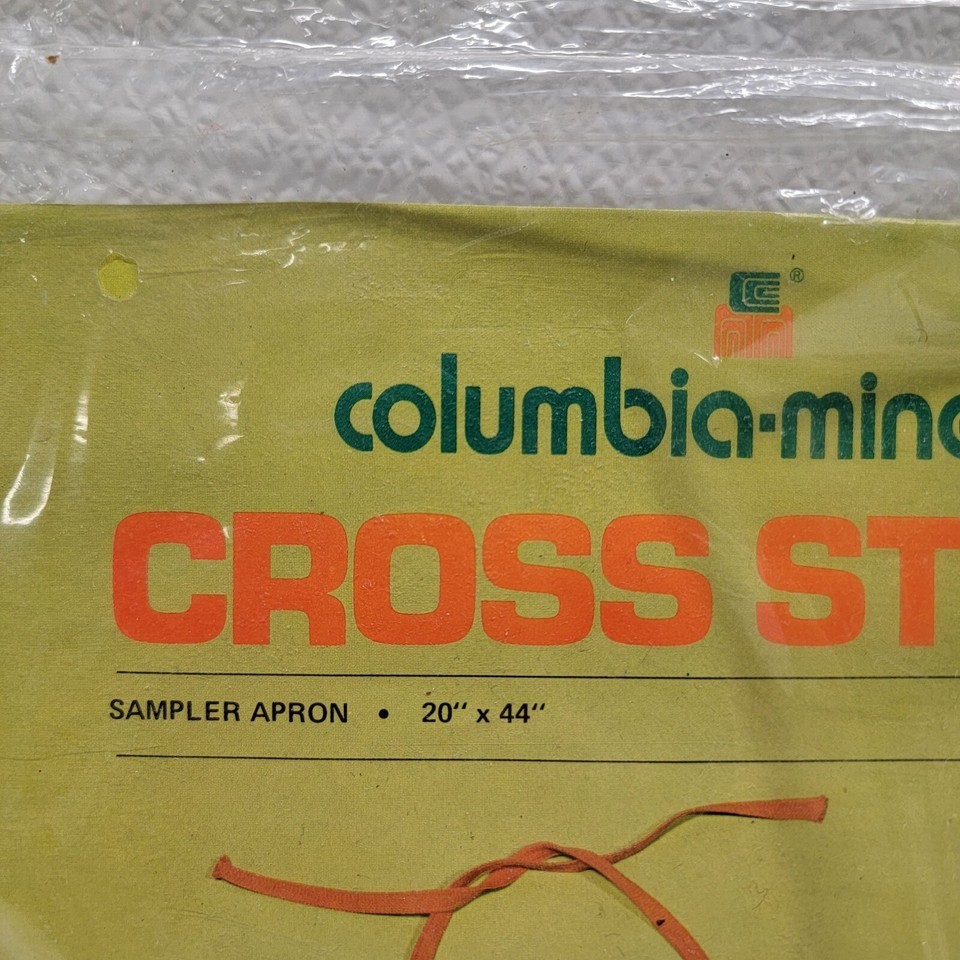 ®
columbia-min
CROSS ST
SAMPLER APRON • 20" x 44"